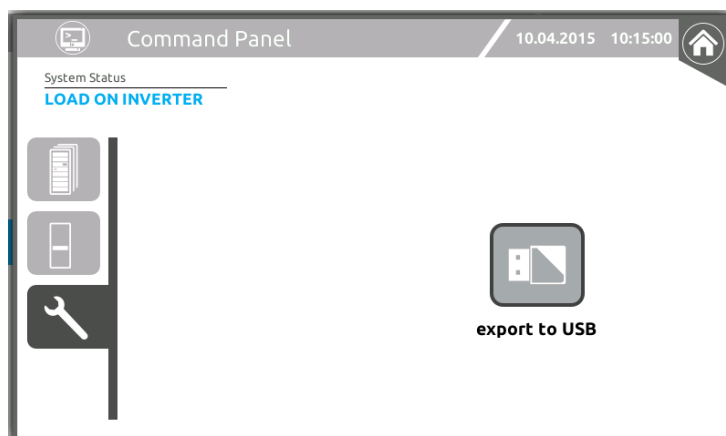 Command Panel
10.04.2015 10:15:00
System Status
LOAD ON INVERTER
export to USB